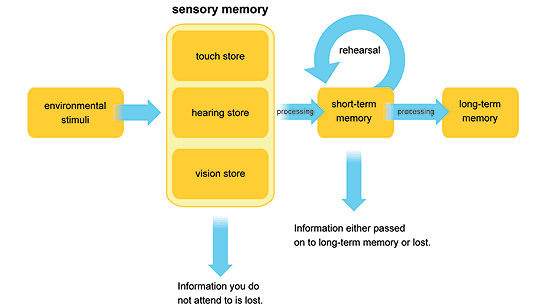 sensory memory
touch store
rehearsal
environmental
stimuli
hearing store
processing
short-term
memory
processing
long-term
memory
vision store
Information either passed
on to long-term memory or lost.
Information you do
not attend to is lost.